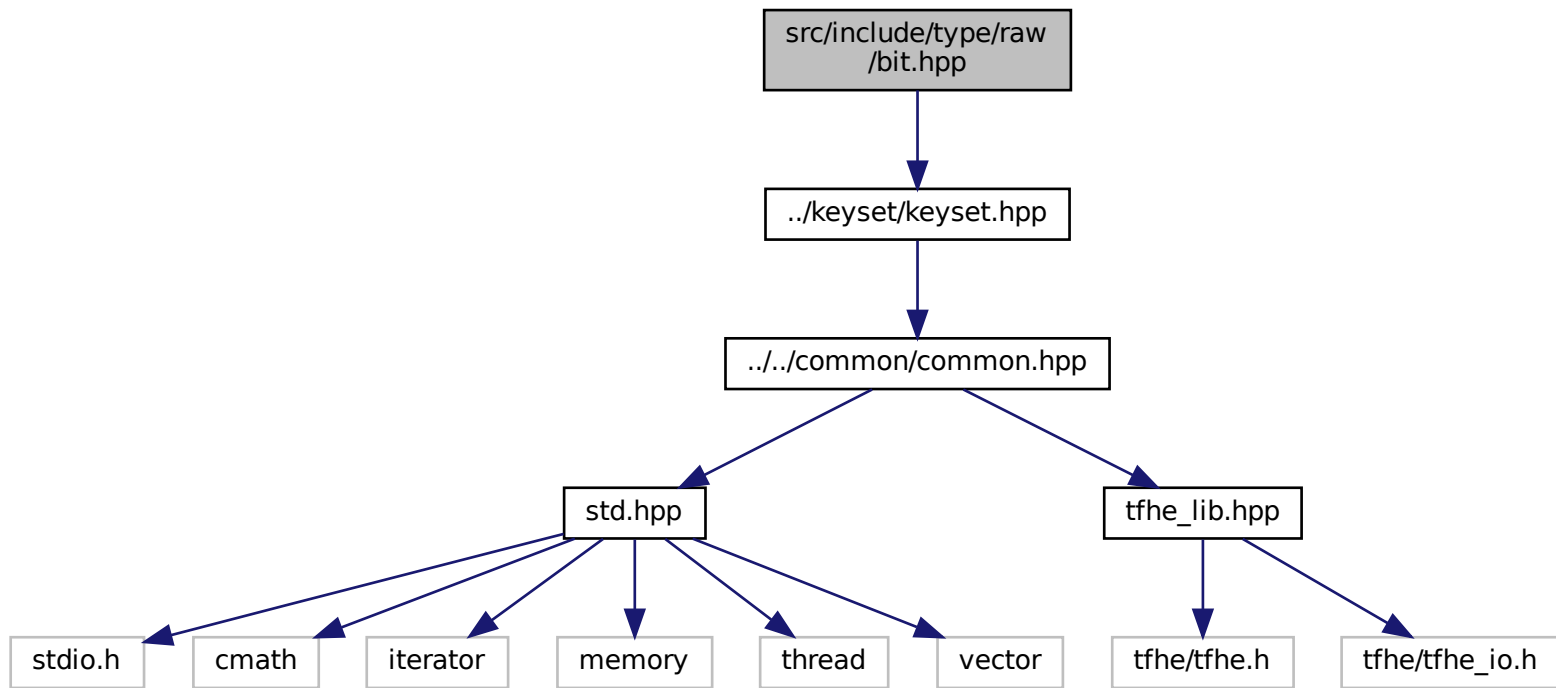 src/include/type/raw
/bit.hpp
../keyset/keyset.hpp
../../common/common.hpp
std.hpp
tfhe_lib.hpp
stdio.h
cmath
iterator
memory
thread
vector
tfhe/tfhe.h
tfhe/tfhe_io.h